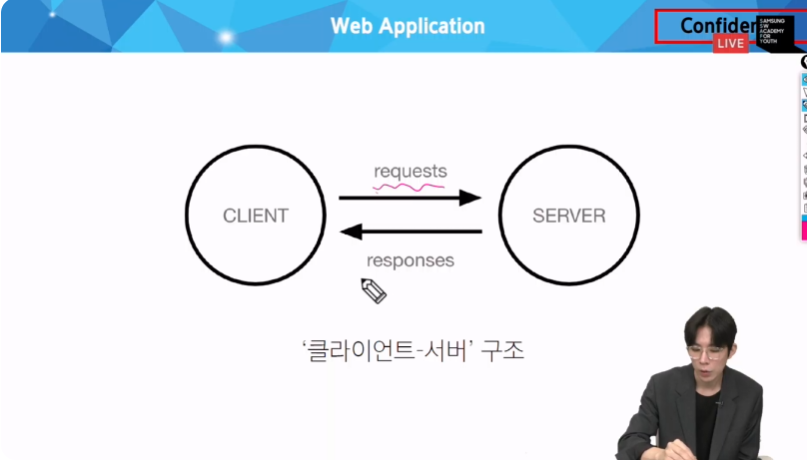 Web Application
Confiden
LIVE
SAMSUNG
SW
ACADEMY
FOR
YOUTH
requests
CLIENT
SERVER
responses
‘클라이언트-서버’ 구조